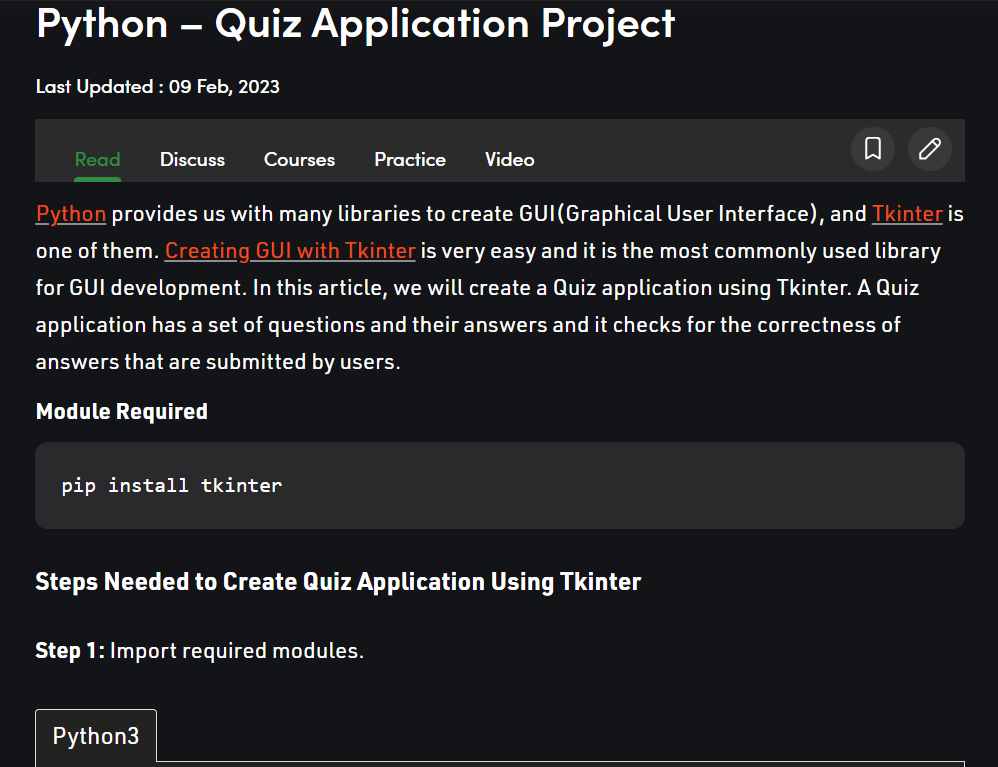 Python – Quiz Application Project
Last Updated : 09 Feb, 2023
Read Discuss Courses Practice Video
Python provides us with many libraries to create GUI(Graphical User Interface), and Tkinter is
one of them. Creating GUI with Tkinter is very easy and it is the most commonly used library
for GUI development. In this article, we will create a Quiz application using Tkinter. A Quiz
application has a set of questions and their answers and it checks for the correctness of
answers that are submitted by users.
Module Required
pip install tkinter
Steps Needed to Create Quiz Application Using Tkinter
Step 1: Import required modules.
Python3